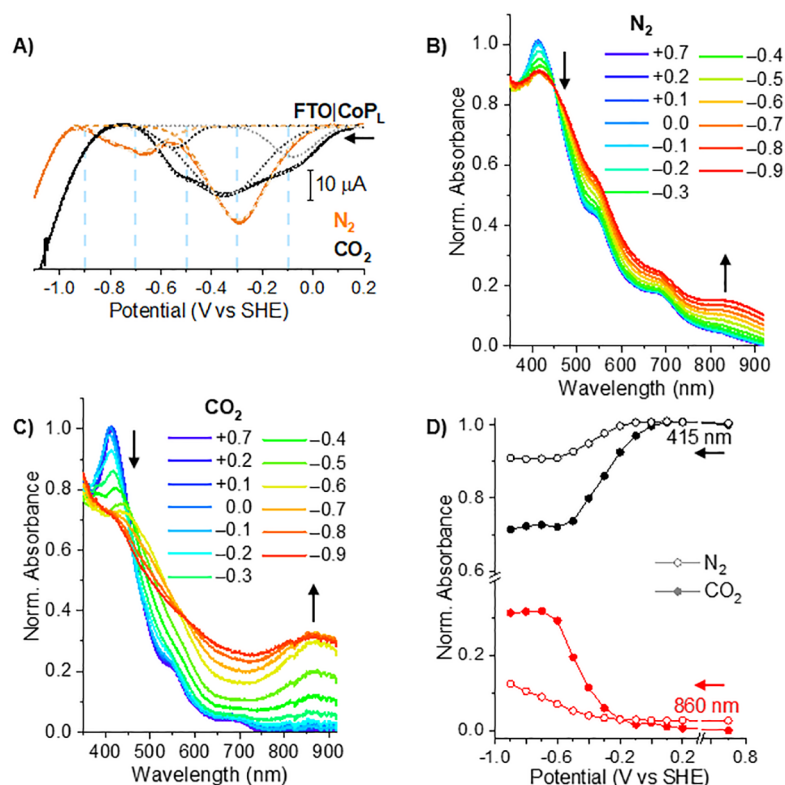 A)
FTO|CoPL
10 µA
N2
CO2
-1.0 -0.8 -0.6 -0.4 -0.2 0.0 0.2
Potential (V vs SHE)
B)
N2
+0.7 –0.4
+0.2 –0.5
+0.1 –0.6
0.0 –0.7
–0.1 –0.8
–0.2 –0.9
–0.3
1.0
0.8
0.6
0.4
0.2
0.0
Norm. Absorbance
400 500 600 700 800 900
Wavelength (nm)
C)
CO2
+0.7 –0.4
+0.2 –0.5
+0.1 –0.6
0.0 –0.7
–0.1 –0.8
–0.2 –0.9
–0.3
1.0
0.8
0.6
0.4
0.2
0.0
Norm. Absorbance
400 500 600 700 800 900
Wavelength (nm)
D)
415 nm
N2
CO2
860 nm
1.0
0.8
0.6
0.2
0.0
Norm. Absorbance
-1.0 -0.6 -0.2 0.2 0.8
Potential (V vs SHE)